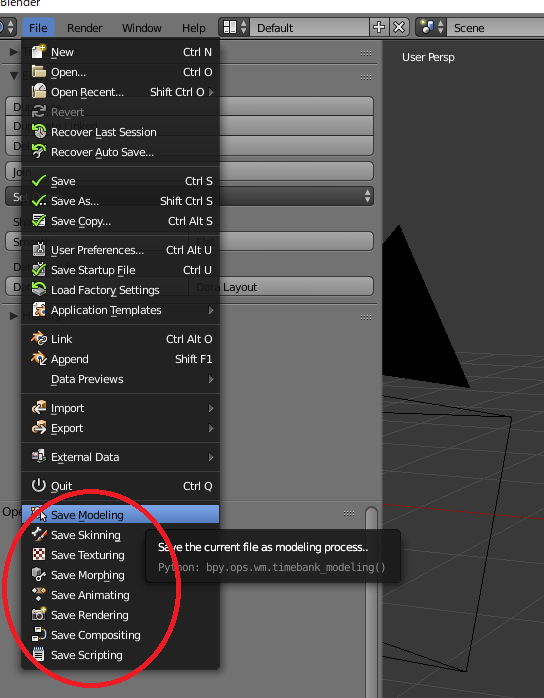 Blender
File Render Window Help Default Scene
User Persp
New Ctrl N
Open... Ctrl O
Open Recent... Shift Ctrl O
Revert
Recover Last Session
Recover Auto Save...
Save Ctrl S
Save As... Shift Ctrl S
Save Copy... Ctrl Alt S
User Preferences... Ctrl Alt U
Save Startup File Ctrl U
Load Factory Settings
Data Layout
Application Templates
Link Ctrl Alt O
Append Shift F1
Data Previews
Import
Export
External Data
Quit Ctrl Q
Save Modeling
Save Skinning
Save the current file as modeling process..
Save Texturing
Python: bpy.ops.wm.timebank_modeling()
Save Morphing
Save Animating
Save Rendering
Save Compositing
Save Scripting